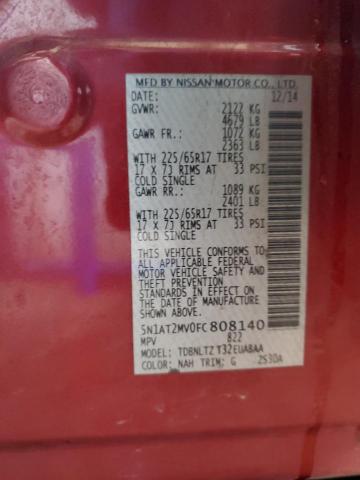 MFD BY NISSAN MOTOR CO., LTD.
DATE: 12/14
GVWR: 2122 KG
4679 LB
GAWR FR.: 1072 KG
2363 LB
WITH 225/65R17 TIRES
17 X 7J RIMS AT 33 PSI
COLD SINGLE
GAWR RR.: 1089 KG
2401 LB
WITH 225/65R17 TIRES
17 X 7J RIMS AT 33 PSI
COLD SINGLE
THIS VEHICLE CONFORMS TO
ALL APPLICABLE FEDERAL
MOTOR VEHICLE SAFETY AND
AND THEFT PREVENTION
STANDARDS IN EFFECT ON
THE DATE OF MANUFACTURE
SHOWN ABOVE.
5N1AT2MV0FC808140
MPV 822
MODEL: TDBNLTZ T32EUABAA
COLOR: NAH TRIM: G 2S30A